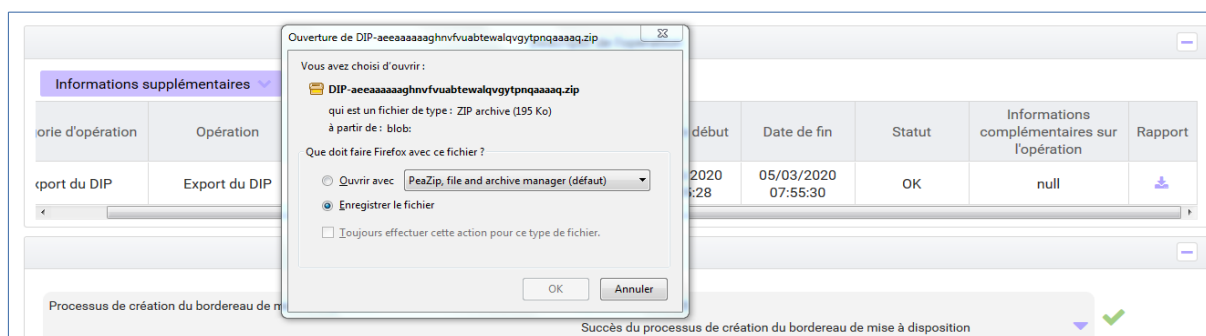 Ouverture de DIP-aeeaaaaaaghnvfvuabtewalqvgytpnqaaaaq.zip
Vous avez choisi d'ouvrir :
DIP-aeeaaaaaaghnvfvuabtewalqvgytpnqaaaaq.zip
qui est un fichier de type : ZIP archive (195 Ko)
à partir de : blob:
Que doit faire Firefox avec ce fichier ?
Ouvrir avec PeaZip, file and archive manager (défaut)
Enregistrer le fichier
Toujours effectuer cette action pour ce type de fichier.
OK Annuler
Informations supplémentaires
orie d'opération Opération début Date de fin Statut Informations complémentaires sur l'opération Rapport
xport du DIP Export du DIP 2020 :28 05/03/2020 07:55:30 OK null
Processus de création du bordereau de m
Succès du processus de création du bordereau de mise à disposition